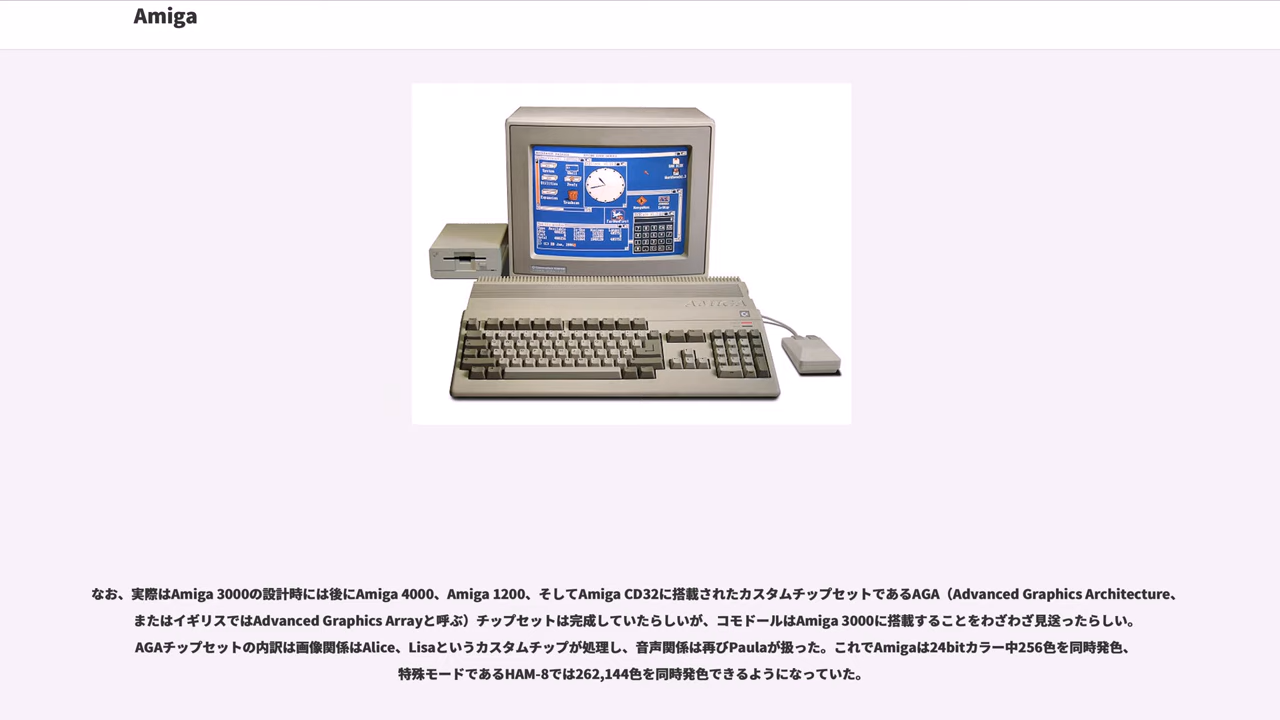 Amiga
AMIGA
なお、実際はAmiga 3000の設計時には後にAmiga 4000、Amiga 1200、そしてAmiga CD32に搭載されたカスタムチップセットであるAGA（Advanced Graphics Architecture、
またはイギリスではAdvanced Graphics Arrayと呼ぶ）チップセットは完成していたらしいが、コモドールはAmiga 3000に搭載することをわざわざ見送ったらしい。
AGAチップセットの内訳は画像関係はAlice、Lisaというカスタムチップが処理し、音声関係は再びPaulaが扱った。これでAmigaは24bitカラー中256色を同時発色、
特殊モードであるHAM-8では262,144色を同時発色できるようになっていた。